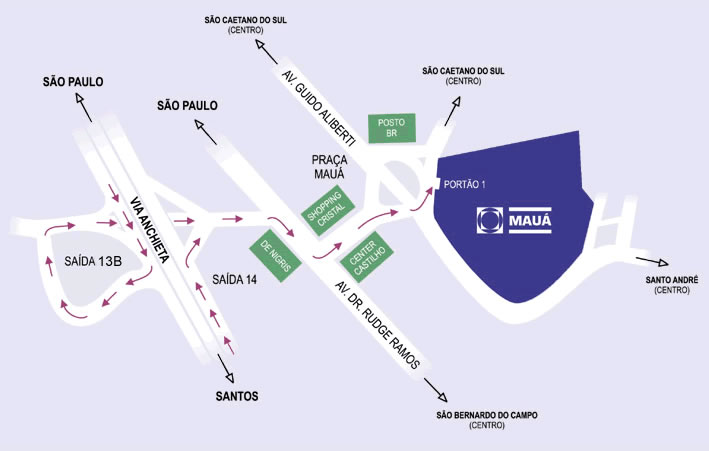 SÃO CAETANO DO SUL
(CENTRO)
SÃO PAULO
SÃO PAULO
AV. GUIDO ALIBERTI
SÃO CAETANO DO SUL
(CENTRO)
POSTO
BR
PRAÇA
MAUÁ
PORTÃO 1
MAUÁ
VIA ANCHIETA
SHOPPING
CRISTAL
DE NIGRIS
CENTER
CASTILHO
SAÍDA 13B
SAÍDA 14
SANTO ANDRÉ
(CENTRO)
AV. DR. RUDGE RAMOS
SANTOS
SÃO BERNARDO DO CAMPO
(CENTRO)